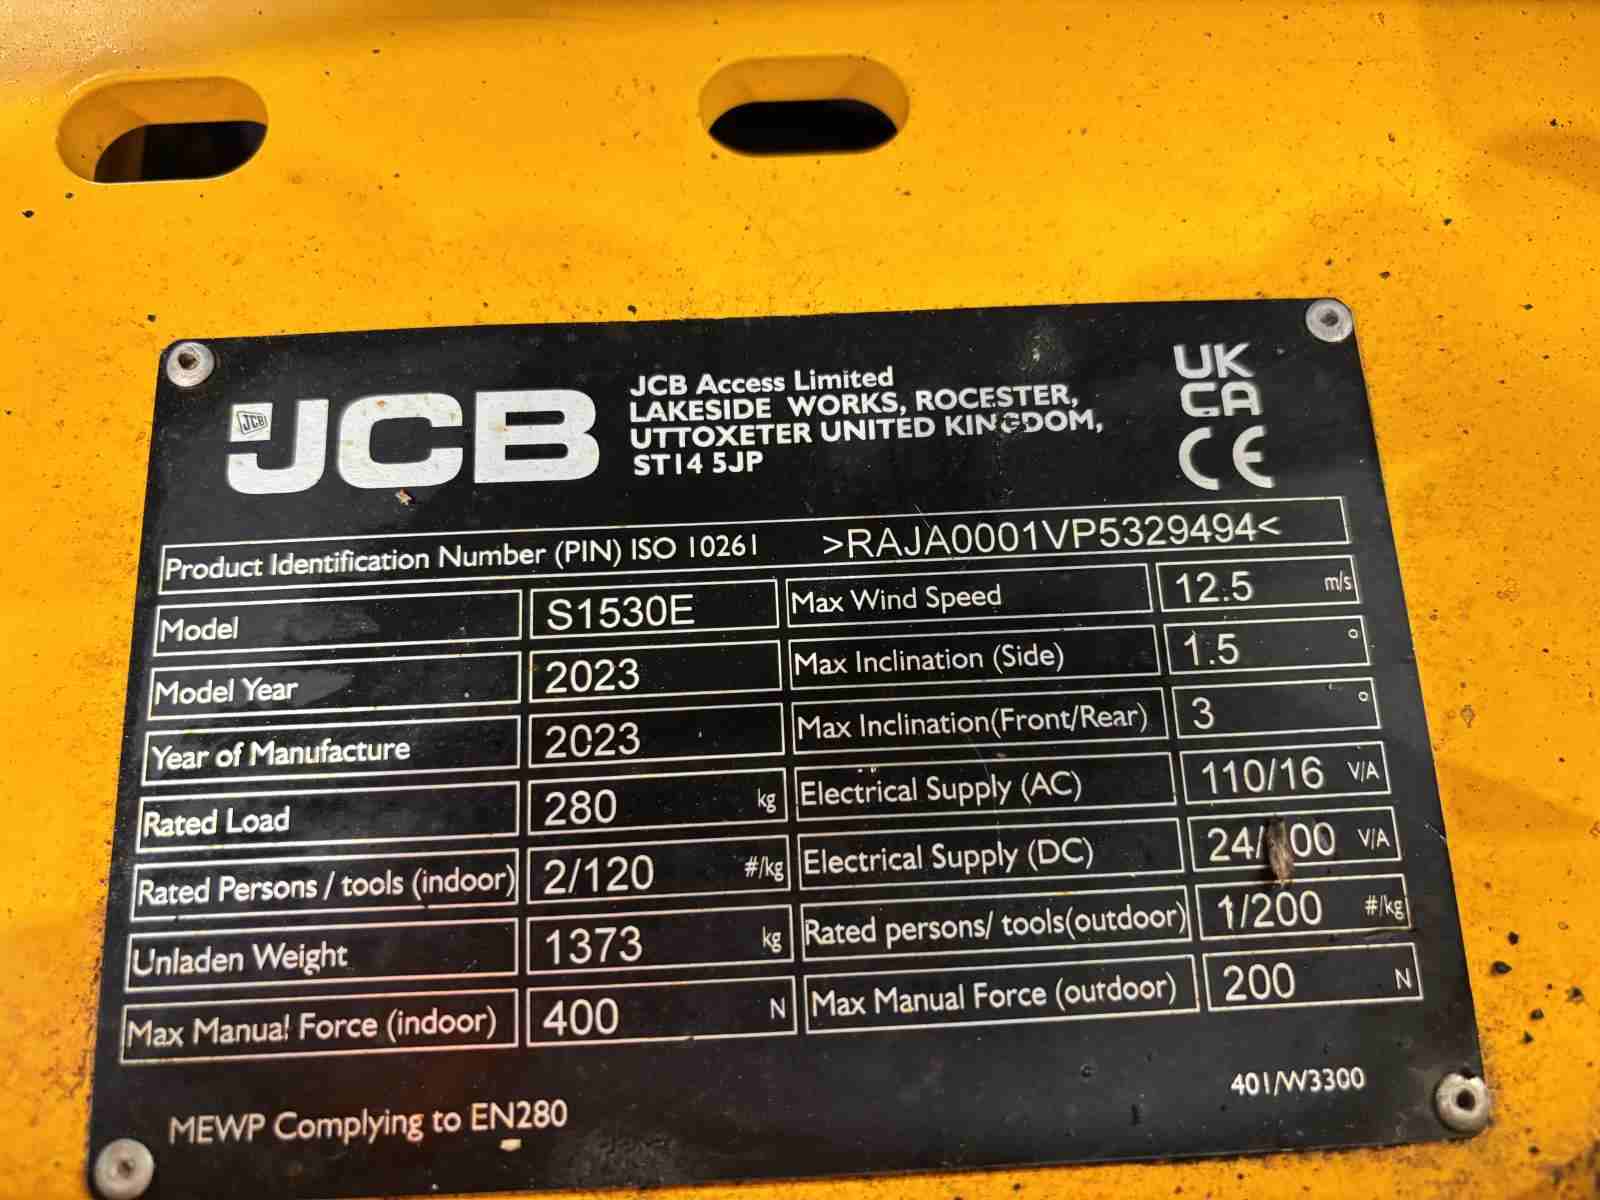 JCB
JCB
JCB Access Limited
LAKESIDE WORKS, ROCESTER,
UTTOXETER UNITED KINGDOM,
ST14 5JP
UK
CA
CE
Product Identification Number (PIN) ISO 10261 >RAJA0001VP5329494<
Model S1530E Max Wind Speed 12.5 m/s
Model Year 2023 Max Inclination (Side) 1.5 °
Year of Manufacture 2023 Max Inclination(Front/Rear) 3 °
Rated Load 280 kg Electrical Supply (AC) 110/16 V/A
Rated Persons / tools (indoor) 2/120 #/kg Electrical Supply (DC) V/A
Unladen Weight 1373 kg Rated persons/ tools(outdoor) 1/200 #/kg
Max Manual Force (indoor) 400 N Max Manual Force (outdoor) 200 N
401/W3300
MEWP Complying to EN280